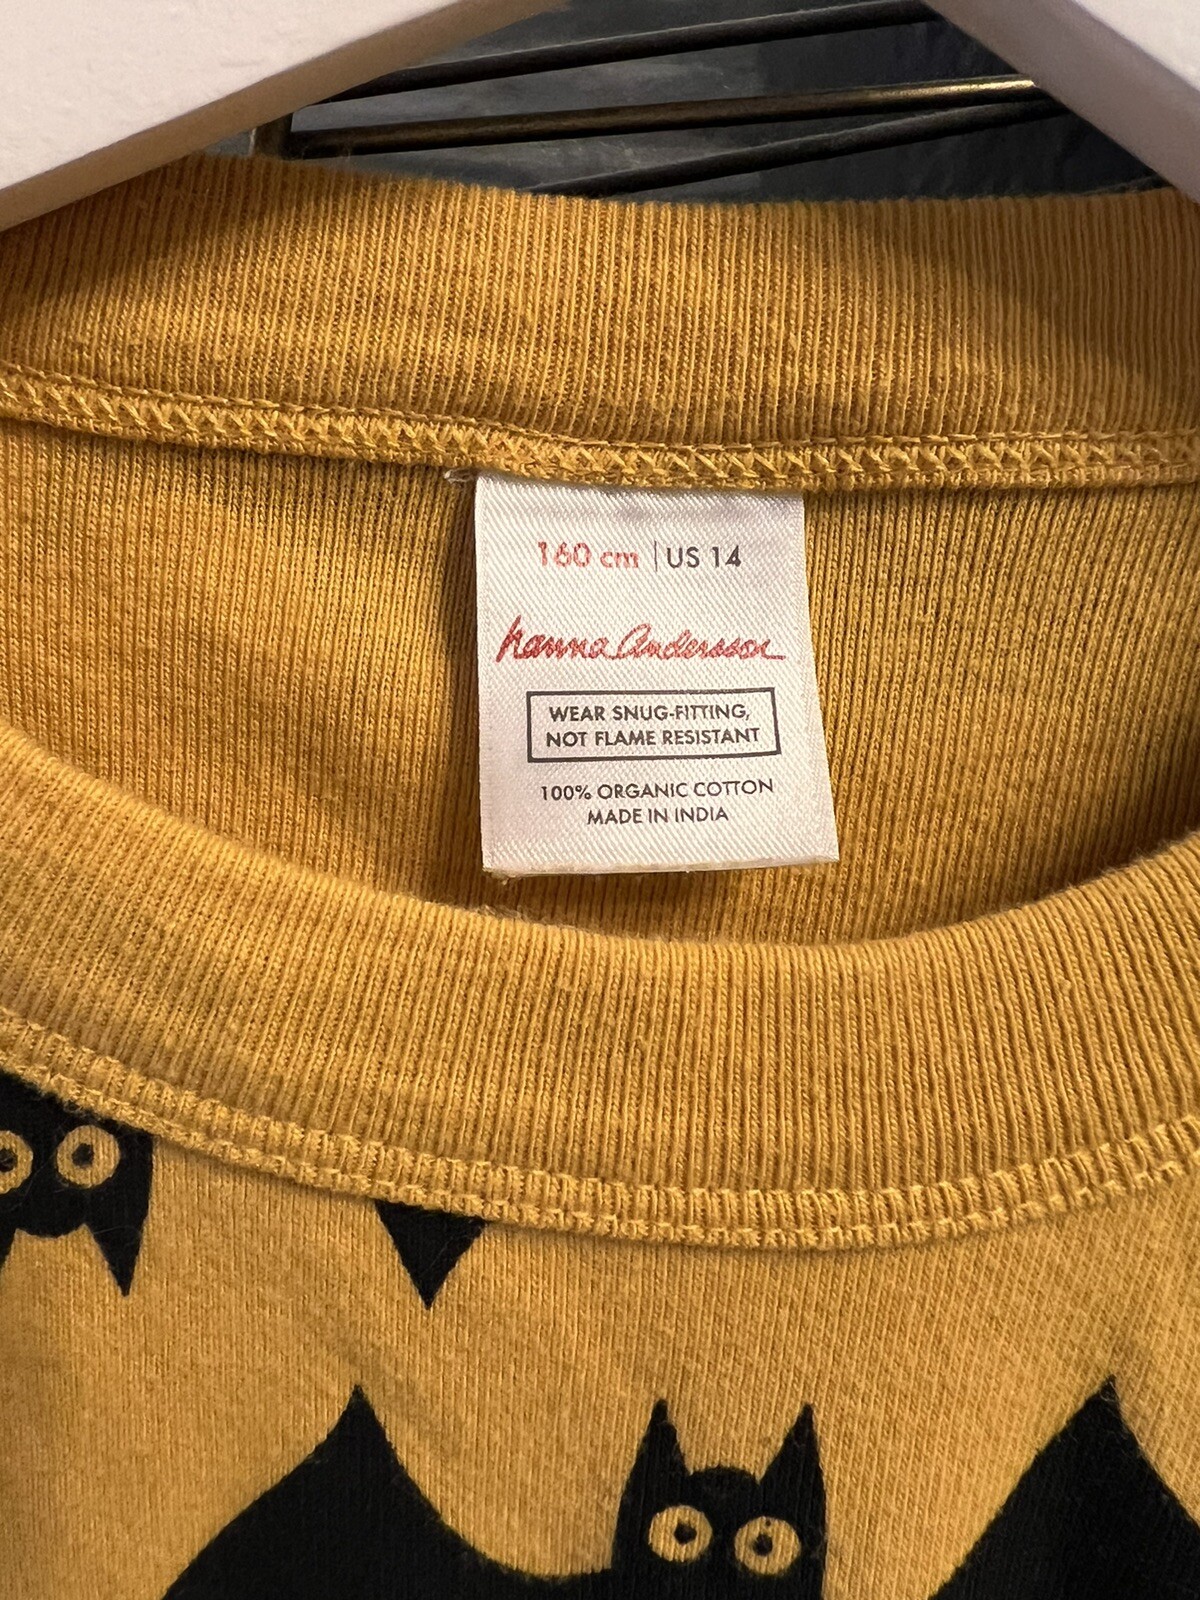 160 cm | US 14
hanna Andersson
WEAR SNUG-FITTING,
NOT FLAME RESISTANT
100% ORGANIC COTTON
MADE IN INDIA